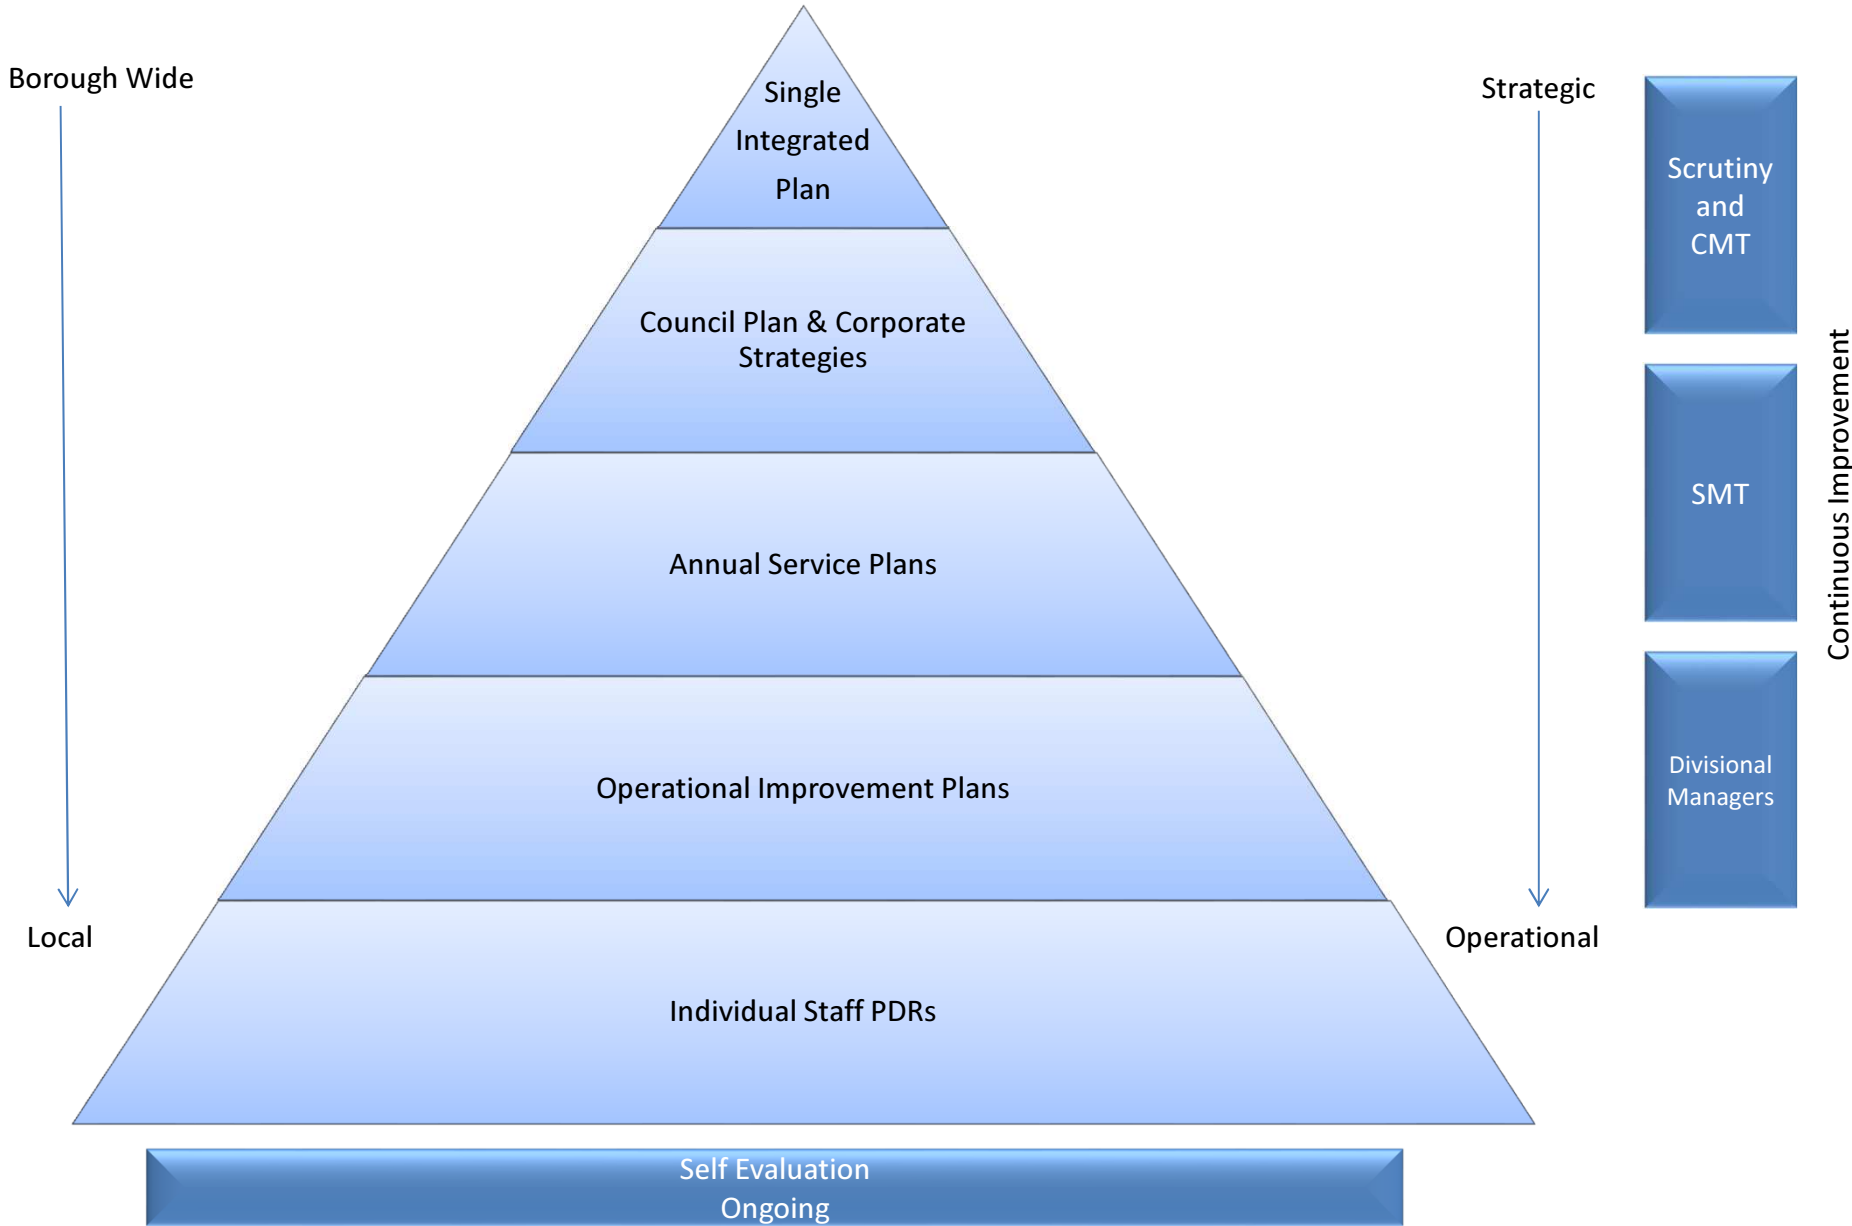 Borough Wide
Local
Single
Integrated
Plan
Council Plan & Corporate
Strategies
Annual Service Plans
Operational Improvement Plans
Individual Staff PDRs
Self Evaluation
Ongoing
Strategic
Operational
Scrutiny
and
CMT
SMT
Divisional
Managers
Continuous Improvement